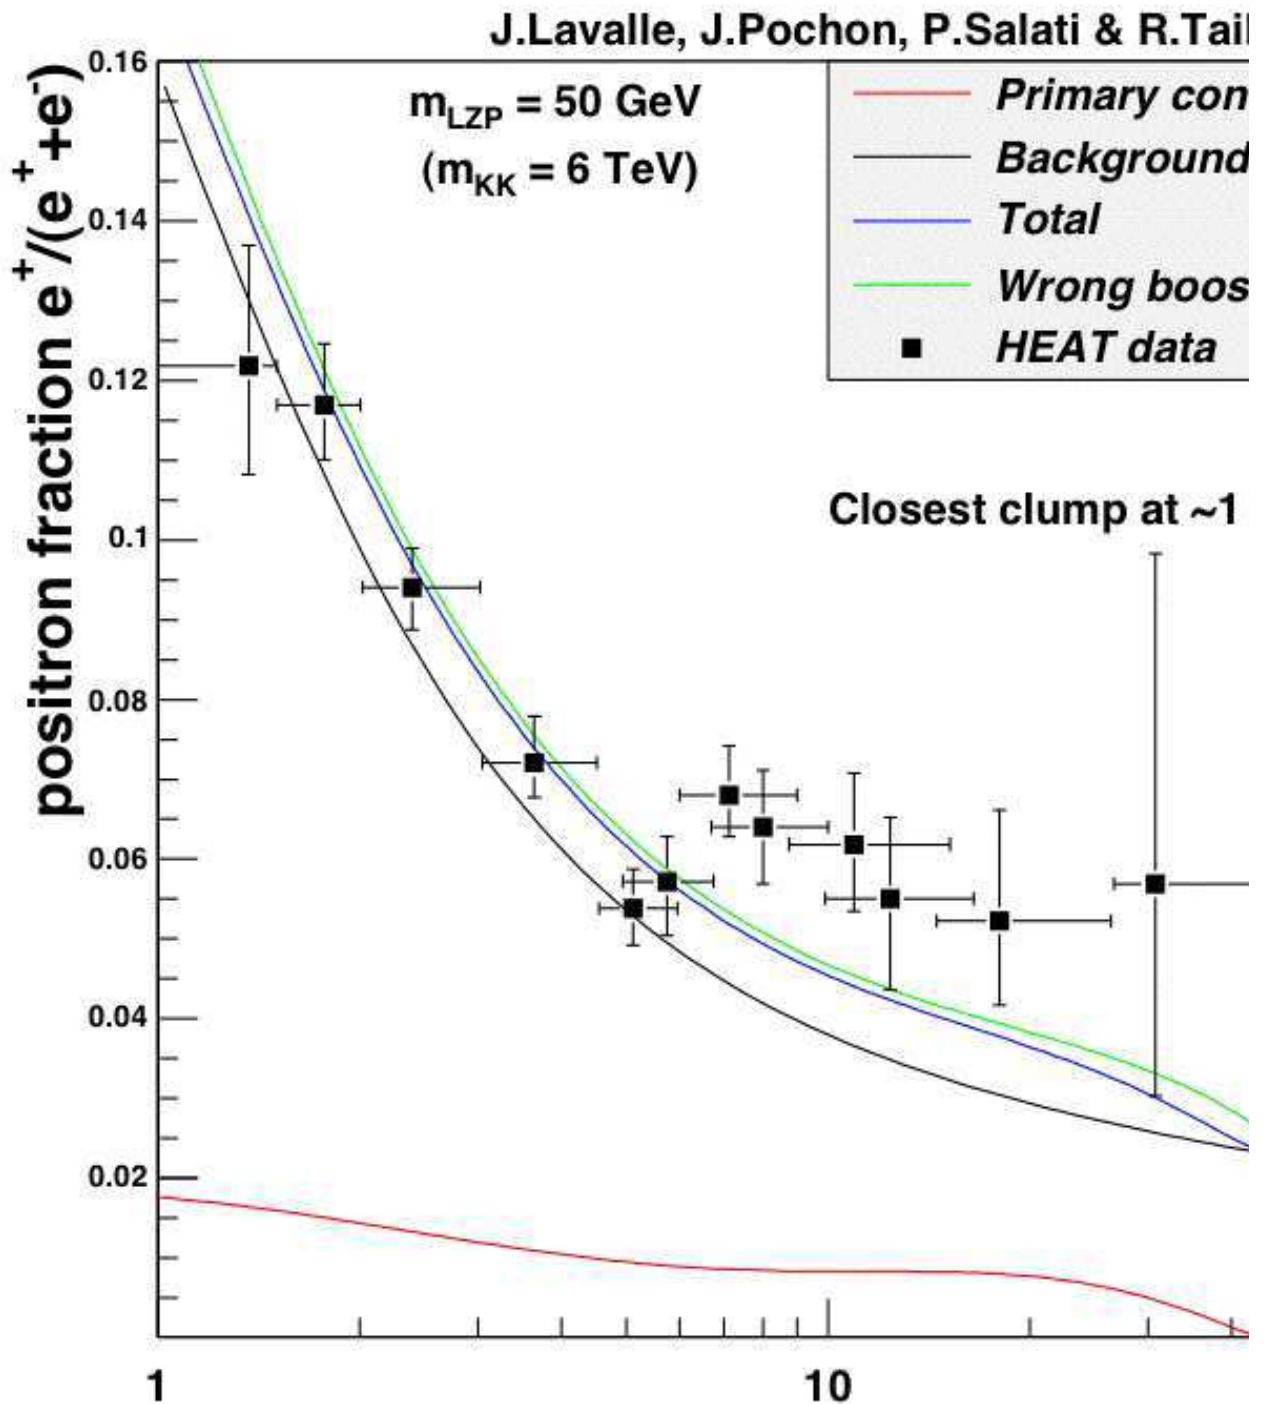 J.Lavalle, J.Pochon, P.Salati & R.Tail
m_LZP = 50 GeV
(m_KK = 6 TeV)
Primary con
Background
Total
Wrong boos
HEAT data
Closest clump at ~1
positron fraction e^+/(e^+ +e^-)
0.16
0.14
0.12
0.1
0.08
0.06
0.04
0.02
1 10